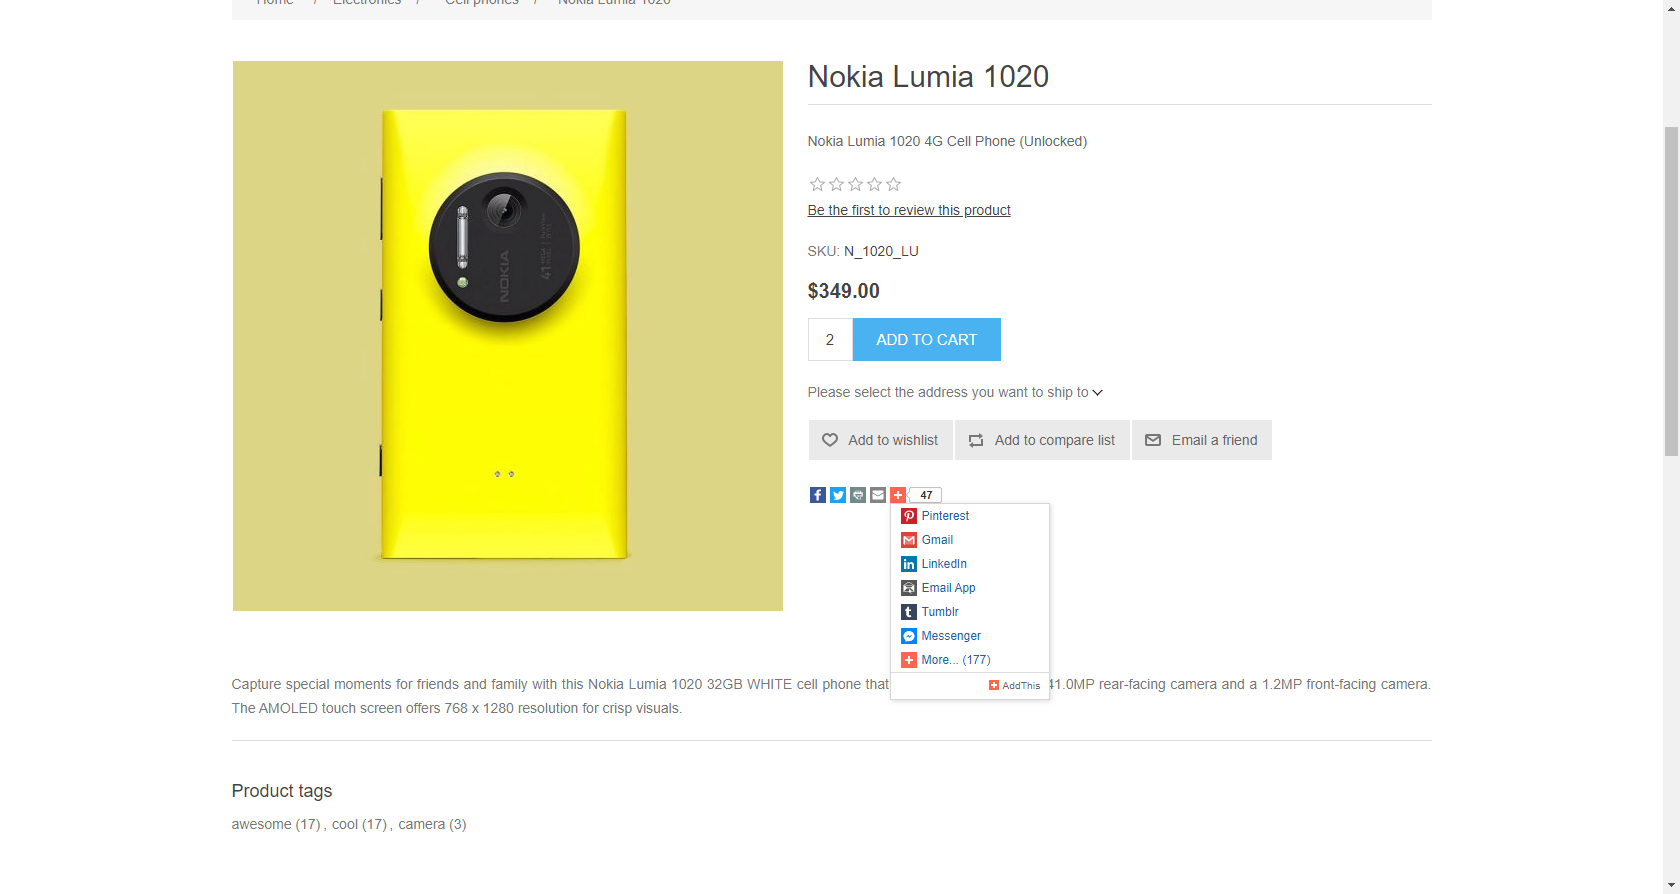 Home / Electronics / Cell phones / Nokia Lumia 1020
Nokia Lumia 1020
Nokia Lumia 1020 4G Cell Phone (Unlocked)
Be the first to review this product
SKU: N_1020_LU
$349.00
2 ADD TO CART
Please select the address you want to ship to
Add to wishlist Add to compare list Email a friend
47
Pinterest
Gmail
LinkedIn
Email App
Tumblr
Messenger
More... (177)
AddThis
NOKIA
41
Capture special moments for friends and family with this Nokia Lumia 1020 32GB WHITE cell phone that 41.0MP rear-facing camera and a 1.2MP front-facing camera.
The AMOLED touch screen offers 768 x 1280 resolution for crisp visuals.
Product tags
awesome (17) , cool (17) , camera (3)